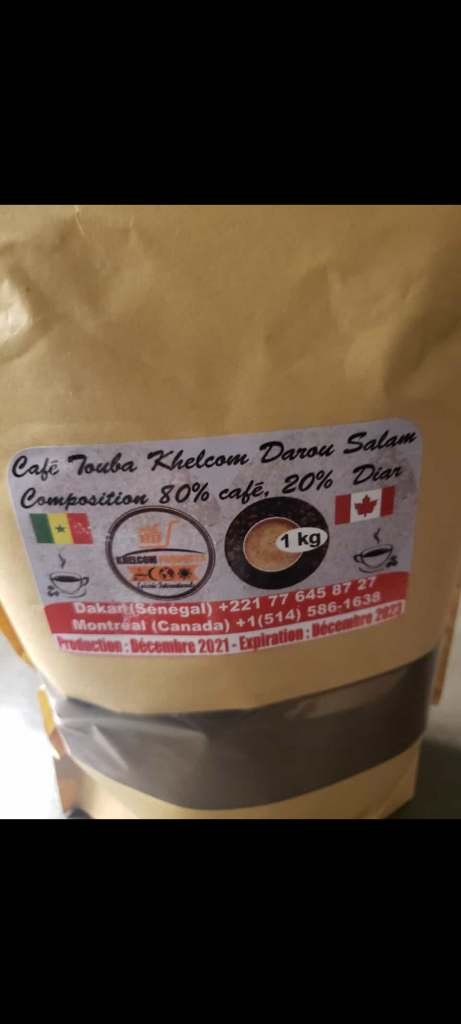 Café Touba Khelcom Darou Salam
Composition 80% café, 20% Diar
1 kg
Dakar (Sénégal) +221 77 645 87 27
Montréal (Canada) +1(514) 586-1638
Production : Décembre 2021 - Expiration : Décembre 2023